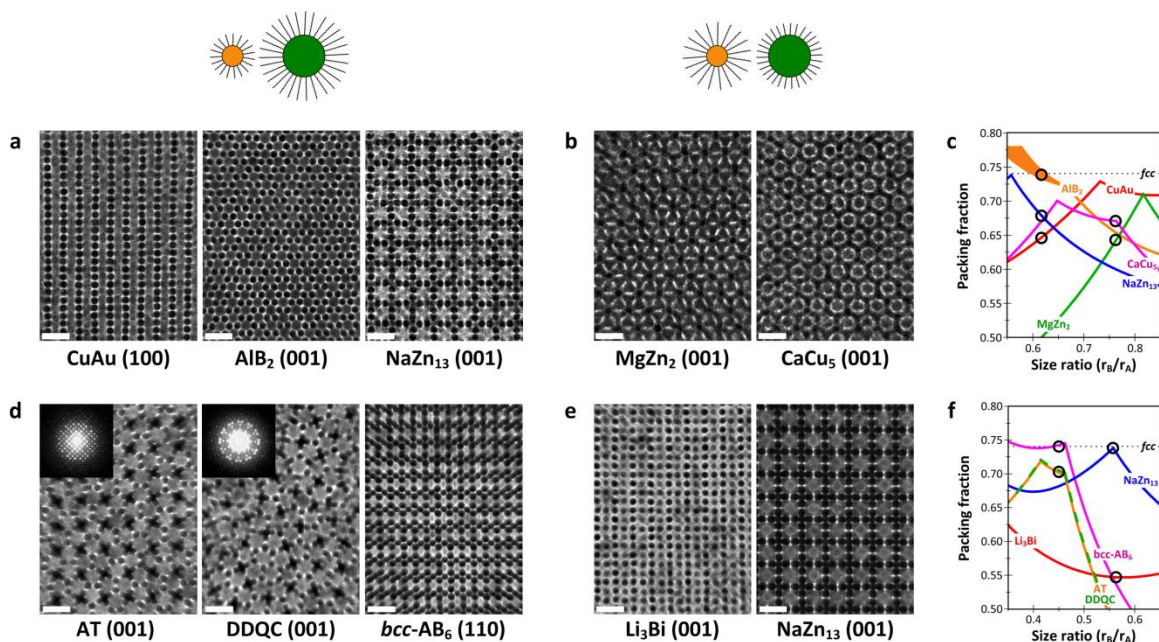 a
b
c
CuAu (100)
AlB₂ (001)
NaZn₁₃ (001)
MgZn₂ (001)
CaCu₅ (001)
Packing fraction
0.80
0.75
0.70
0.65
0.60
0.55
0.50
fcc
AlB₂
CuAu
CaCu₅
NaZn₁₃
MgZn₂
0.6 0.7 0.8
Size ratio (rB/rA)
d
e
f
AT (001)
DDQC (001)
bcc-AB₆ (110)
Li₃Bi (001)
NaZn₁₃ (001)
Packing fraction
0.80
0.75
0.70
0.65
0.60
0.55
0.50
fcc
NaZn₁₃
Li₃Bi
bcc-AB₆
AT
DDQC
0.4 0.5 0.6
Size ratio (rB/rA)